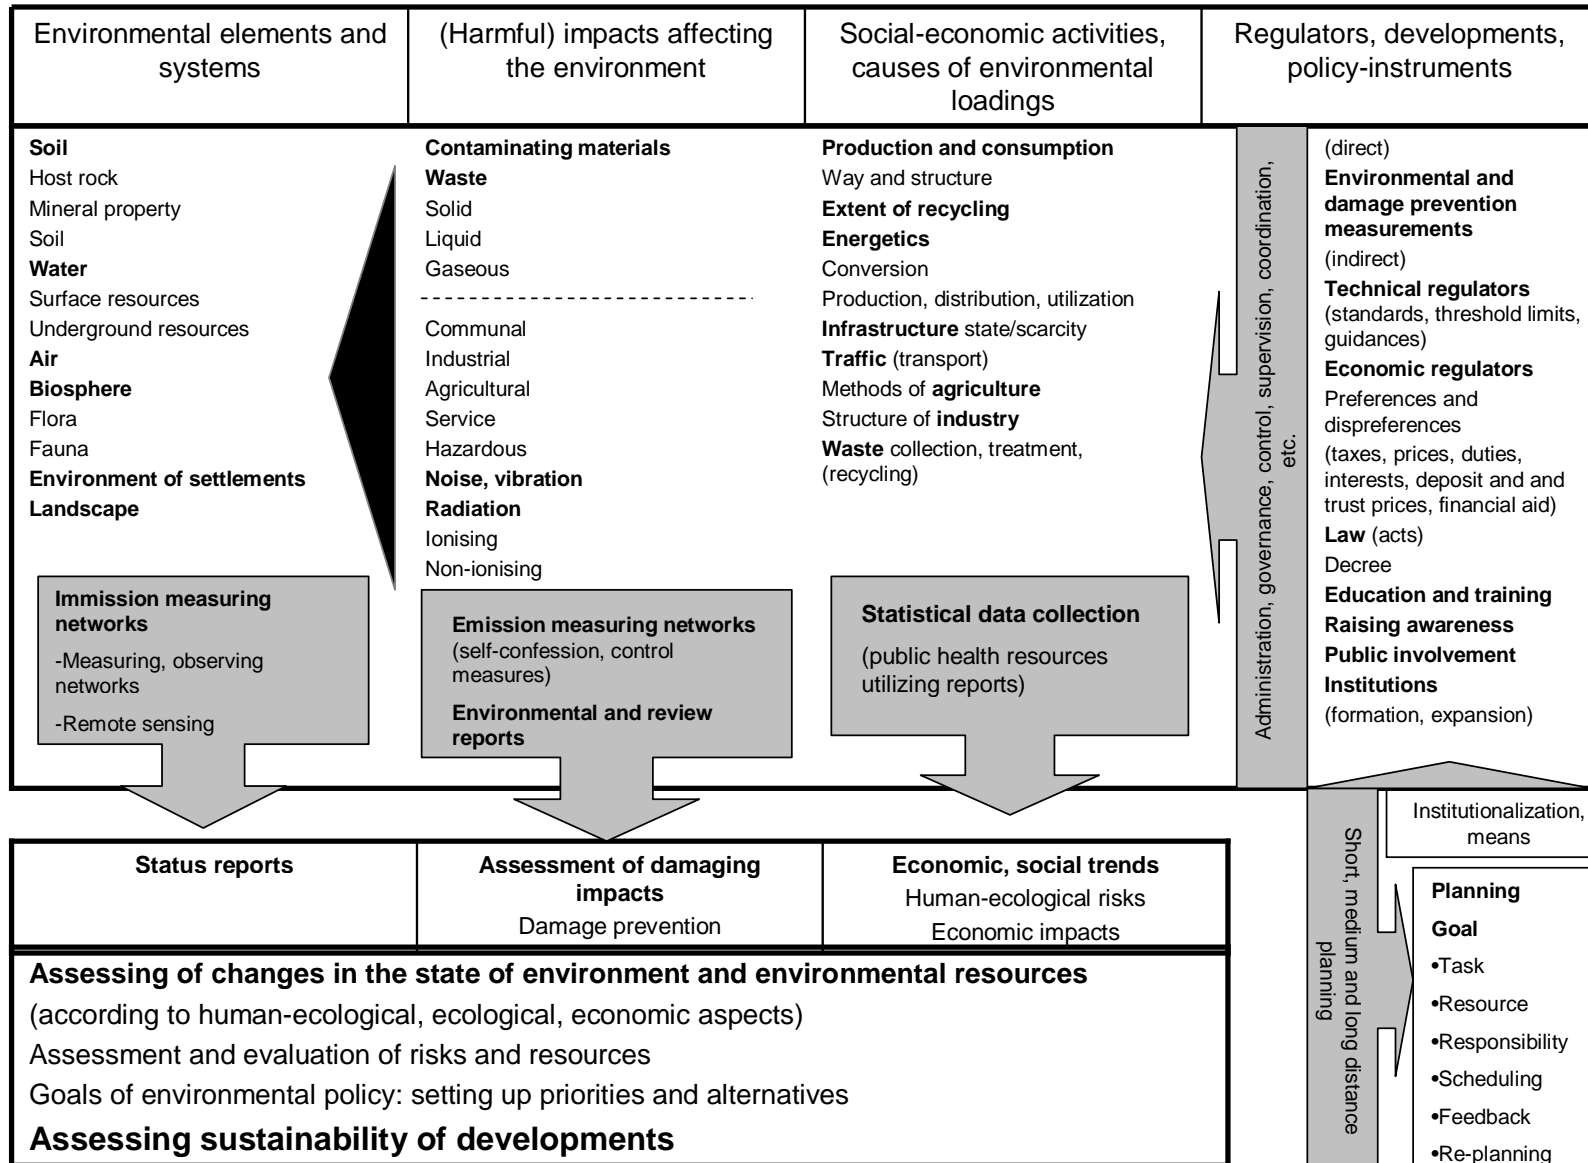 Environmental elements and
systems
(Harmful) impacts affecting
the environment
Social-economic activities,
causes of environmental
loadings
Regulators, developments,
policy-instruments
Soil
Host rock
Mineral property
Soil
Water
Surface resources
Underground resources
Air
Biosphere
Flora
Fauna
Environment of settlements
Landscape
Immission measuring
networks
-Measuring, observing
networks
-Remote sensing
Contaminating materials
Waste
Solid
Liquid
Gaseous
Communal
Industrial
Agricultural
Service
Hazardous
Noise, vibration
Radiation
Ionising
Non-ionising
Emission measuring networks
(self-confession, control
measures)
Environmental and review
reports
Production and consumption
Way and structure
Extent of recycling
Energetics
Conversion
Production, distribution, utilization
Infrastructure state/scarcity
Traffic (transport)
Methods of agriculture
Structure of industry
Waste collection, treatment,
(recycling)
Statistical data collection
(public health resources
utilizing reports)
Administration, governance, control, supervision, coordination,
etc.
(direct)
Environmental and
damage prevention
measurements
(indirect)
Technical regulators
(standards, threshold limits,
guidances)
Economic regulators
Preferences and
dispreferences
(taxes, prices, duties,
interests, deposit and and
trust prices, financial aid)
Law (acts)
Decree
Education and training
Raising awareness
Public involvement
Institutions
(formation, expansion)
Status reports
Assessment of damaging
impacts
Damage prevention
Economic, social trends
Human-ecological risks
Economic impacts
Assessing of changes in the state of environment and environmental resources
(according to human-ecological, ecological, economic aspects)
Assessment and evaluation of risks and resources
Goals of environmental policy: setting up priorities and alternatives
Assessing sustainability of developments
Short, medium and long distance
planning
Institutionalization,
means
Planning
Goal
•Task
•Resource
•Responsibility
•Scheduling
•Feedback
•Re-planning